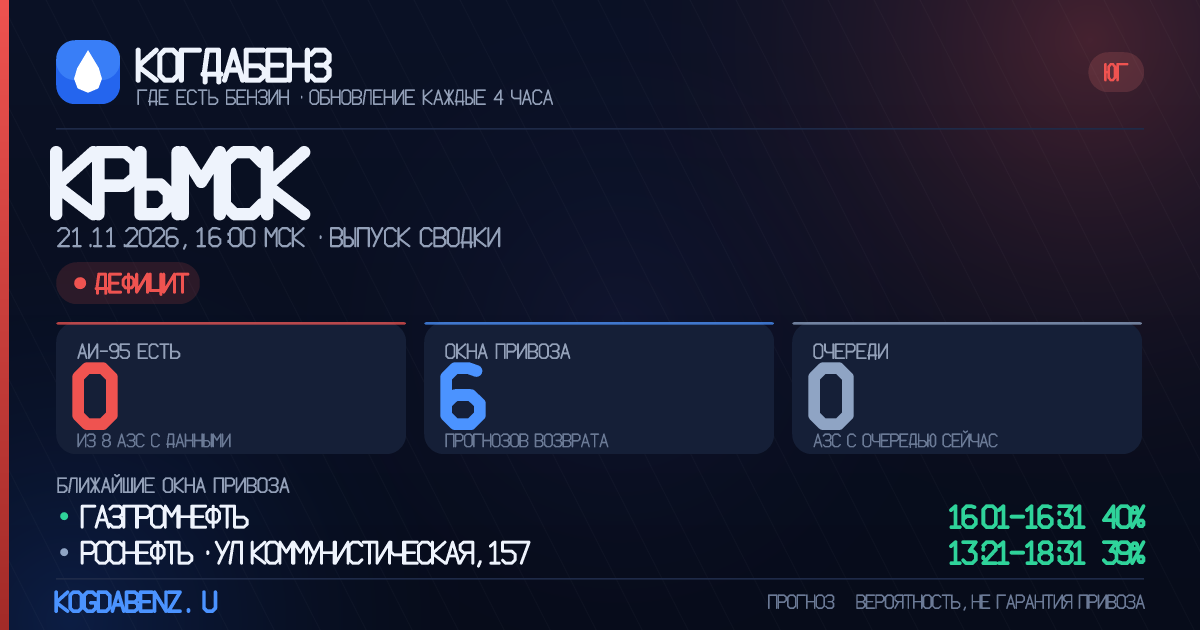 КОГДАБЕНЗ
ГДЕ ЕСТЬ БЕНЗИН · ОБНОВЛЕНИЕ КАЖДЫЕ 4 ЧАСА
ЮГ
КРЫМСК
21.11.2026, 16:00 МСК · ВЫПУСК СВОДКИ
• ДЕФИЦИТ
АИ-95 ЕСТЬ
0
ИЗ 8 АЗС С ДАННЫМИ
ОКНА ПРИВОЗА
6
ПРОГНОЗОВ ВОЗВРАТА
ОЧЕРЕДИ
0
АЗС С ОЧЕРЕДЬЮ СЕЙЧАС
БЛИЖАЙШИЕ ОКНА ПРИВОЗА
• ГАЗПРОМНЕФТЬ 16:01-16:31 40%
• РОСНЕФТЬ · УЛ КОММУНИСТИЧЕСКАЯ, 157 13:21-18:31 39%
KOGDABENZ. U
ПРОГНОЗ ВЕРОЯТНОСТЬ, НЕ ГАРАНТИЯ ПРИВОЗА